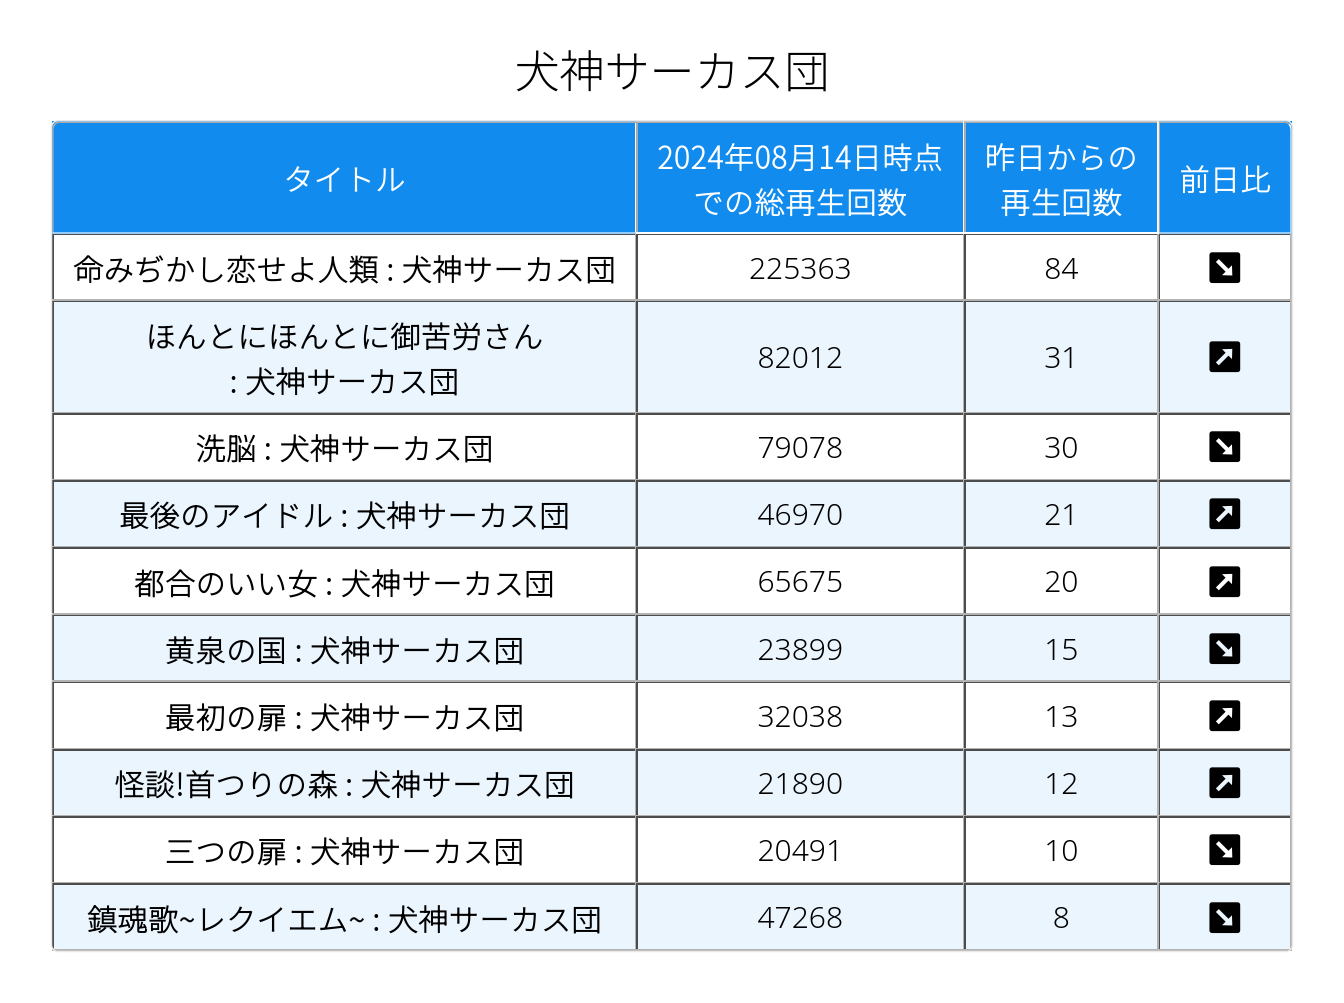 犬神サーカス団
タイトル
2024年08月14日時点
での総再生回数
昨日からの
再生回数
前日比
命みぢかし恋せよ人類 : 犬神サーカス団
225363
84
ほんとにほんとに御苦労さん
: 犬神サーカス団
82012
31
洗脳 : 犬神サーカス団
79078
30
最後のアイドル : 犬神サーカス団
46970
21
都合のいい女 : 犬神サーカス団
65675
20
黄泉の国 : 犬神サーカス団
23899
15
最初の扉 : 犬神サーカス団
32038
13
怪談!首つりの森 : 犬神サーカス団
21890
12
三つの扉 : 犬神サーカス団
20491
10
鎮魂歌~レクイエム~ : 犬神サーカス団
47268
8